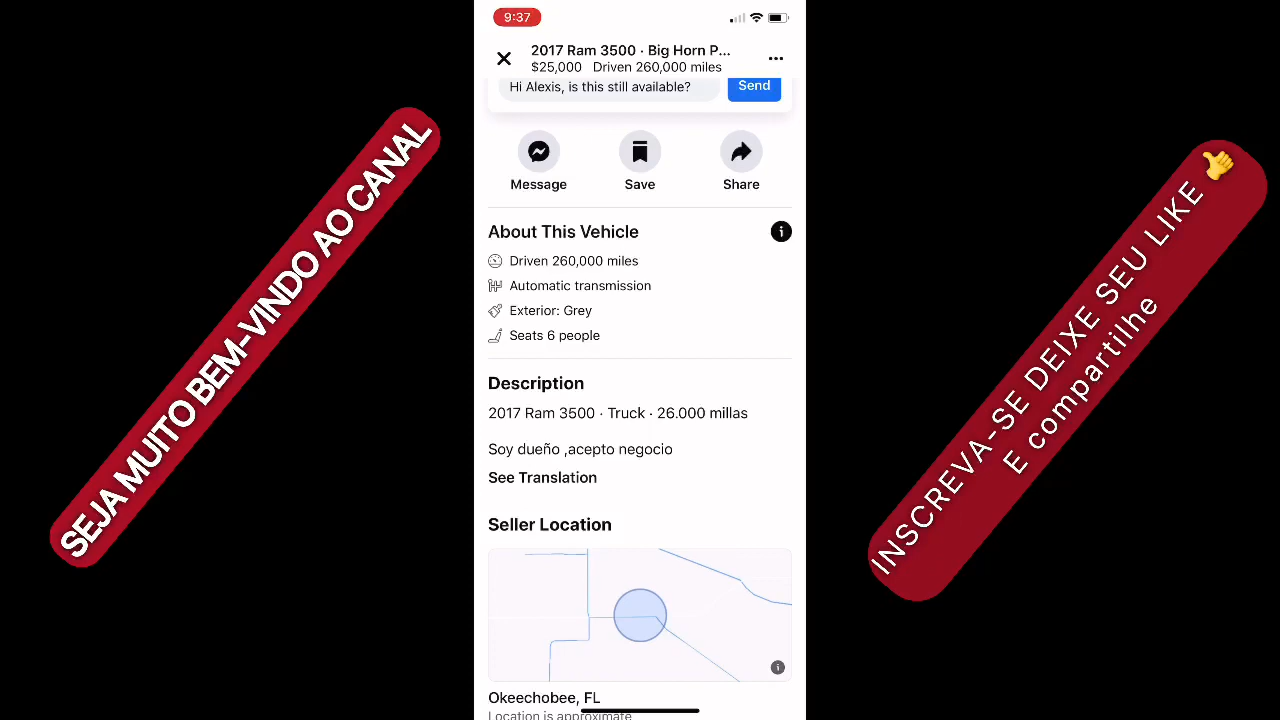 SEJA MUITO BEM-VINDO AO CANAL
9:37
2017 Ram 3500 · Big Horn P...
$25,000 Driven 260,000 miles
Hi Alexis, is this still available?
Send
Message
Save
Share
About This Vehicle
Driven 260,000 miles
Automatic transmission
Exterior: Grey
Seats 6 people
Description
2017 Ram 3500 · Truck · 26.000 millas
Soy dueño ,acepto negocio
See Translation
Seller Location
Okeechobee, FL
Location is approximate
INSCREVA-SE DEIXE SEU LIKE 👍
E compartilhe